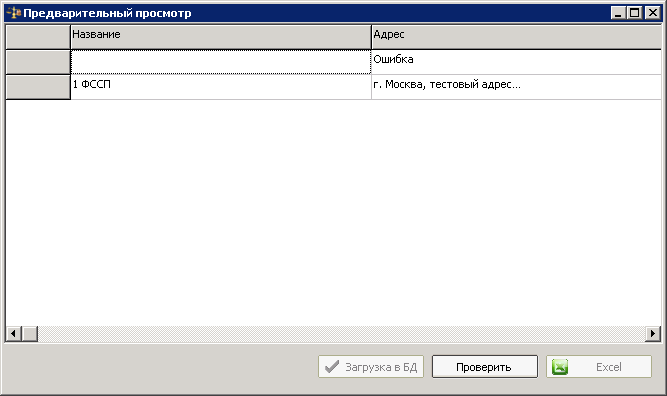 Предварительный просмотр
Название Адрес
Ошибка
1 ФССП г. Москва, тестовый адрес...
Загрузка в БД Проверить Excel